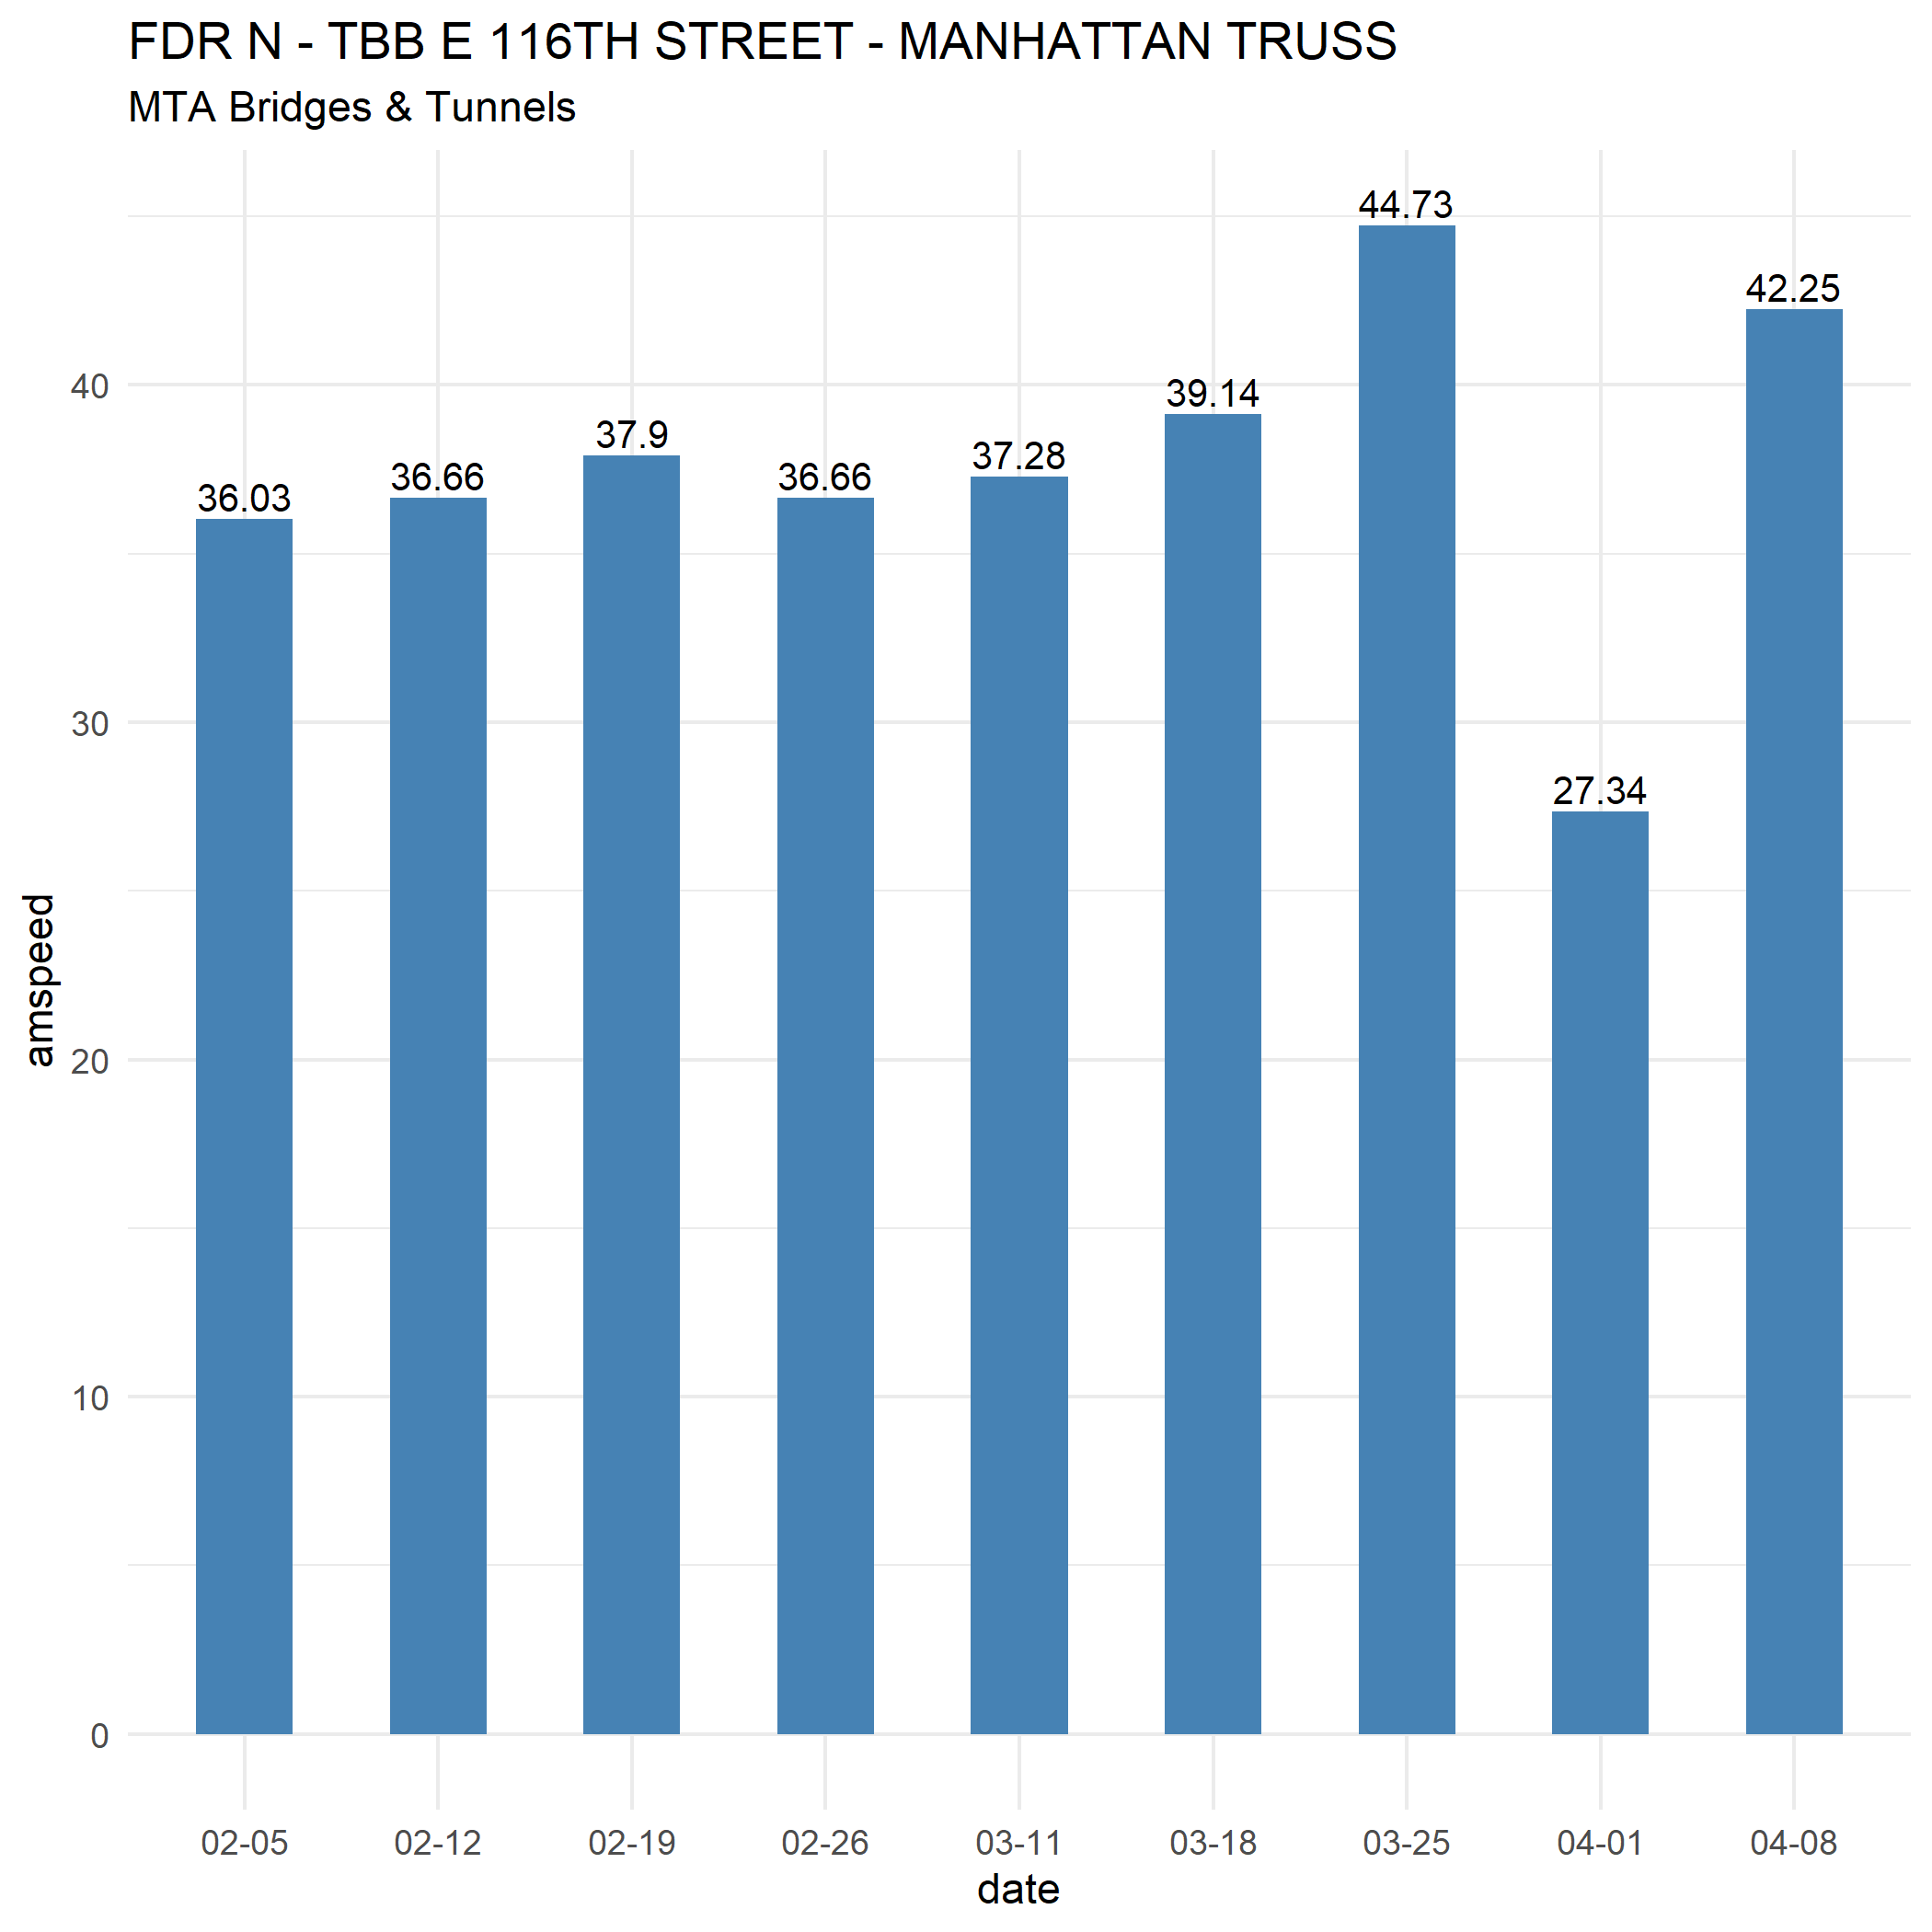 FDR N - TBB E 116TH STREET - MANHATTAN TRUSS
MTA Bridges & Tunnels
44.73
42.25
40
39.14
37.9
37.28
36.66
36.66
36.03
30
27.34
amspeed
20
10
0
02-05 02-12 02-19 02-26 03-11 03-18 03-25 04-01 04-08
date